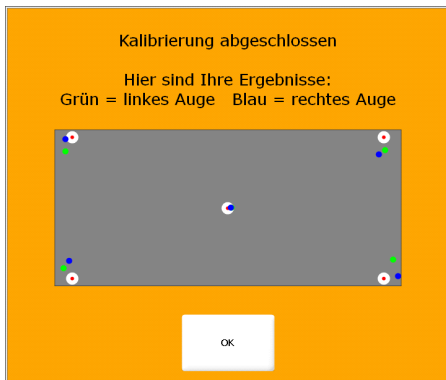 Kalibrierung abgeschlossen
Hier sind Ihre Ergebnisse:
Grün = linkes Auge Blau = rechtes Auge
OK